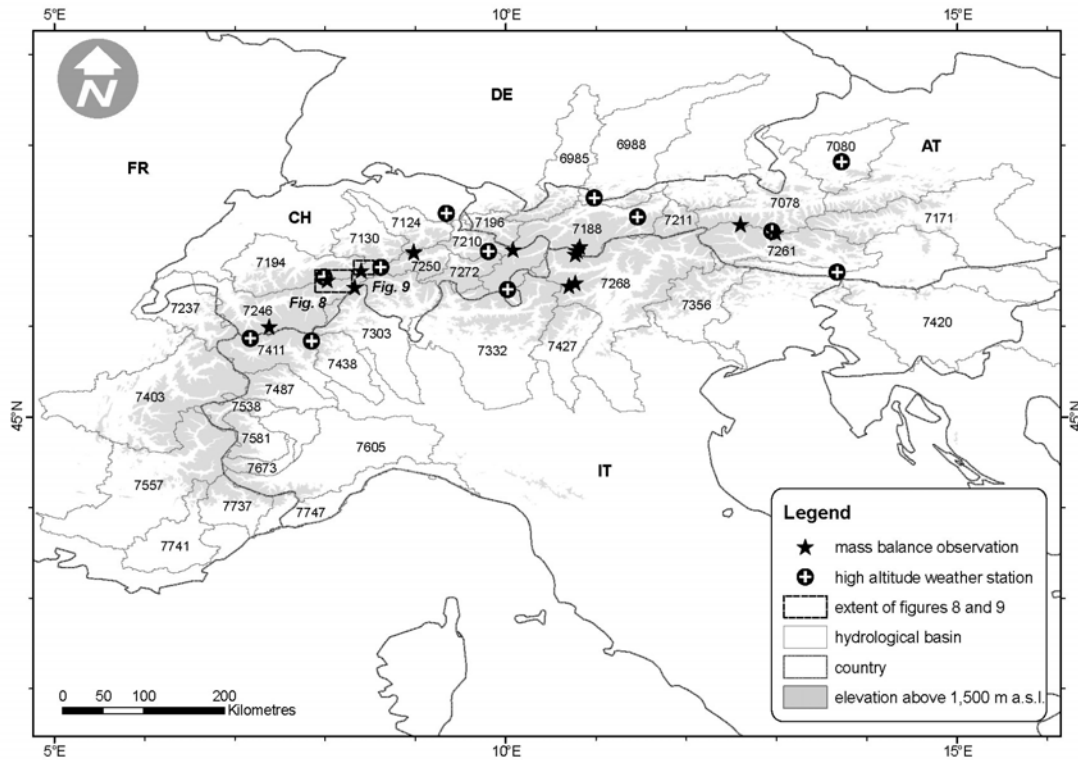 5°E
10°E
15°E
N
DE
FR
AT
CH
IT
6985
6988
7080
7078
7171
7124
7196
7211
7188
7130
7210
7261
7194
7250
7272
7268
Fig. 8
Fig. 9
7237
7246
7356
7303
7420
7411
7438
7332
7427
7403
7487
7538
7581
7605
7673
7557
7737
7747
7741
45°N
45°N
Legend
mass balance observation
high altitude weather station
extent of figures 8 and 9
hydrological basin
country
elevation above 1,500 m a.s.l.
0 50 100 200
Kilometres
5°E
10°E
15°E